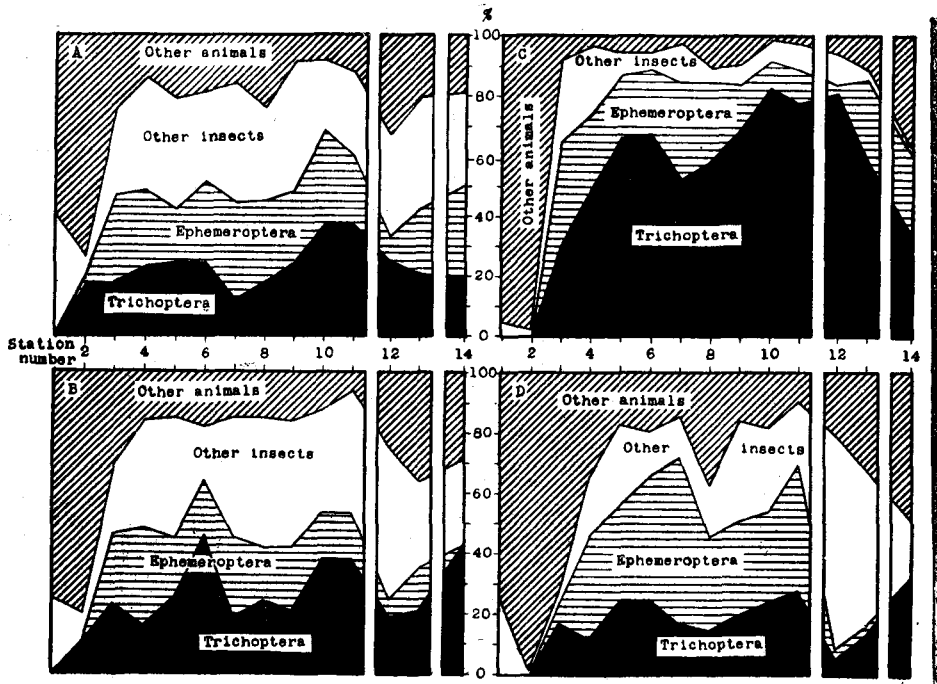 %
A
Other animals
Other insects
Ephemeroptera
Trichoptera
C
Other animals
Other insects
Ephemeroptera
Trichoptera
100
80
60
40
20
0
Station number
2 4 6 8 10 12 14
2 4 6 8 10 12 14
B
Other animals
Other insects
Ephemeroptera
Trichoptera
D
Other animals
Other insects
Ephemeroptera
Trichoptera
100
80
60
40
20
0